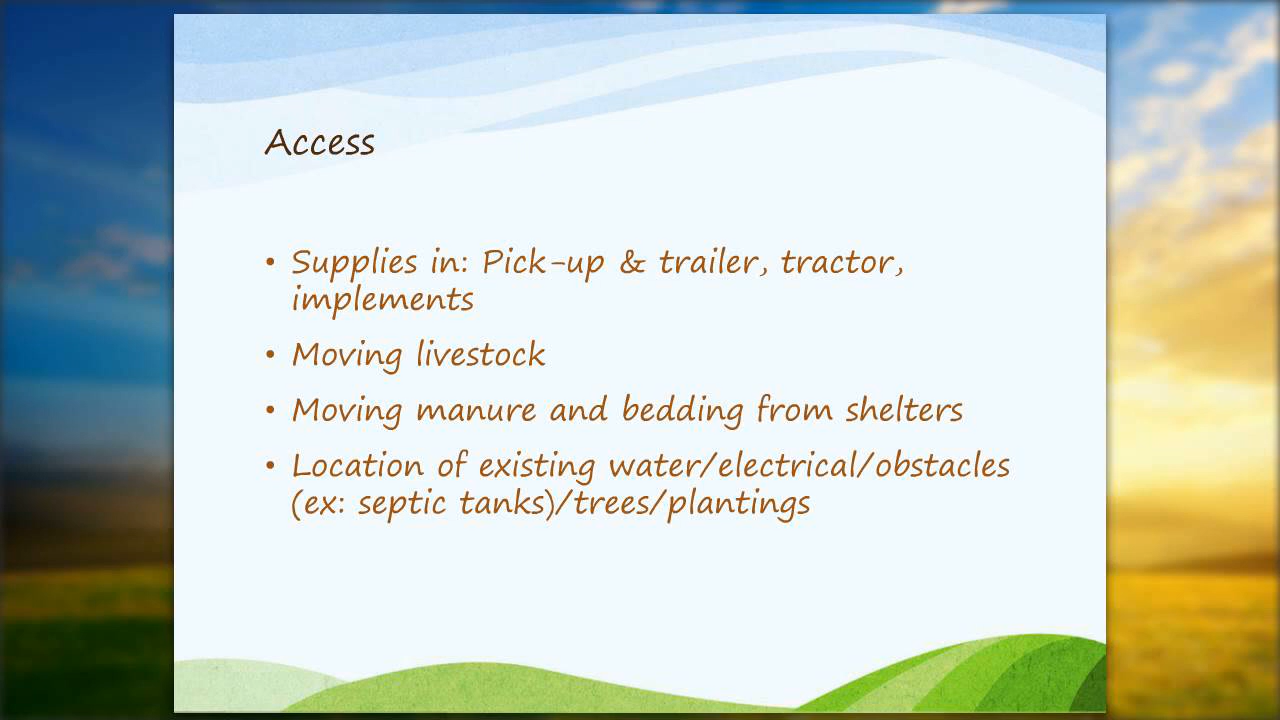 Access
• Supplies in: Pick-up & trailer, tractor,
implements
• Moving livestock
• Moving manure and bedding from shelters
• Location of existing water/electrical/obstacles
(ex: septic tanks)/trees/plantings